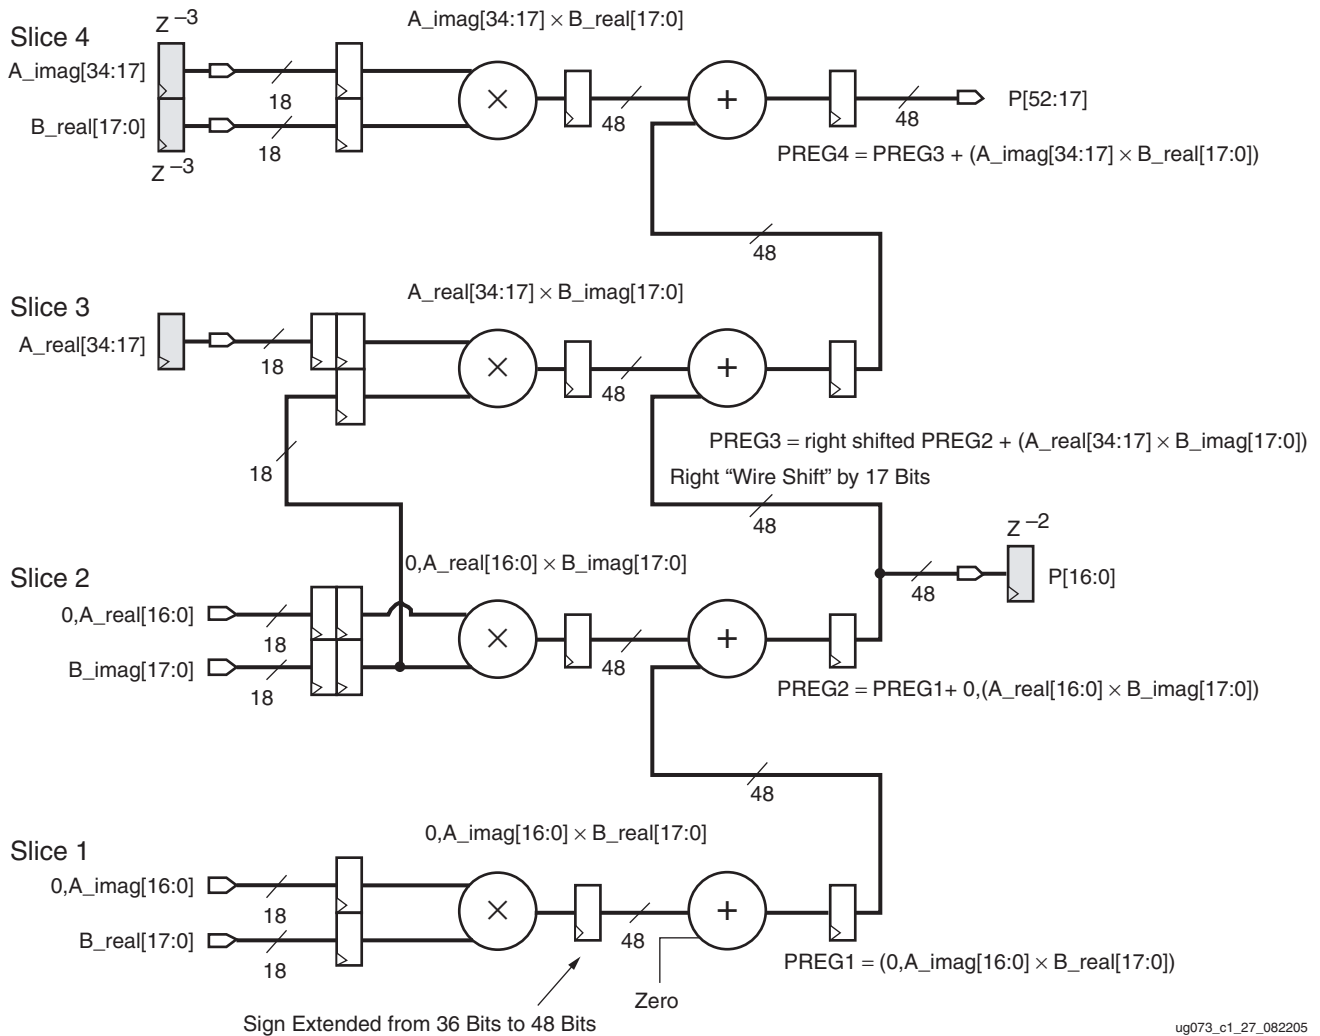 Slice 4
Z –3
A_imag[34:17] × B_real[17:0]
A_imag[34:17]
18
48
+
48
P[52:17]
B_real[17:0]
18
Z –3
PREG4 = PREG3 + (A_imag[34:17] × B_real[17:0])
48
Slice 3
A_real[34:17] × B_imag[17:0]
A_real[34:17]
18
×
48
+
18
PREG3 = right shifted PREG2 + (A_real[34:17] × B_imag[17:0])
Right “Wire Shift” by 17 Bits
48
Z –2
P[16:0]
48
Slice 2
0,A_real[16:0] × B_imag[17:0]
0,A_real[16:0]
18
×
48
+
B_imag[17:0]
18
PREG2 = PREG1+ 0,(A_real[16:0] × B_imag[17:0])
48
Slice 1
0,A_imag[16:0] × B_real[17:0]
0,A_imag[16:0]
18
×
48
+
B_real[17:0]
18
PREG1 = (0,A_imag[16:0] × B_real[17:0])
Zero
Sign Extended from 36 Bits to 48 Bits
ug073_c1_27_082205